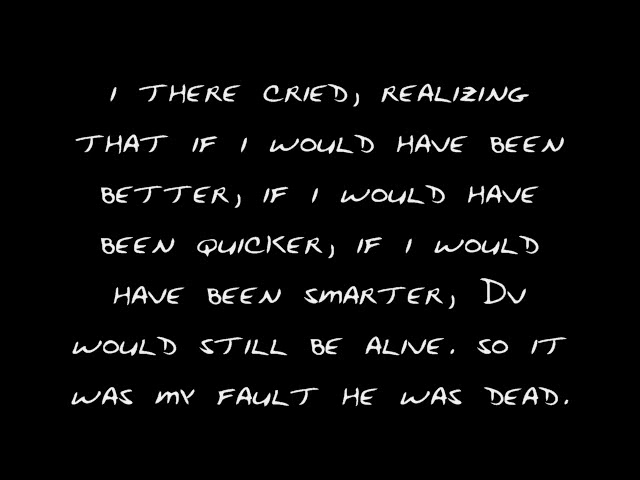 I THERE CRIED, REALIZING
THAT IF I WOULD HAVE BEEN
BETTER, IF I WOULD HAVE
BEEN QUICKER, IF I WOULD
HAVE BEEN SMARTER, DV
WOULD STILL BE ALIVE. SO IT
WAS MY FAULT HE WAS DEAD.